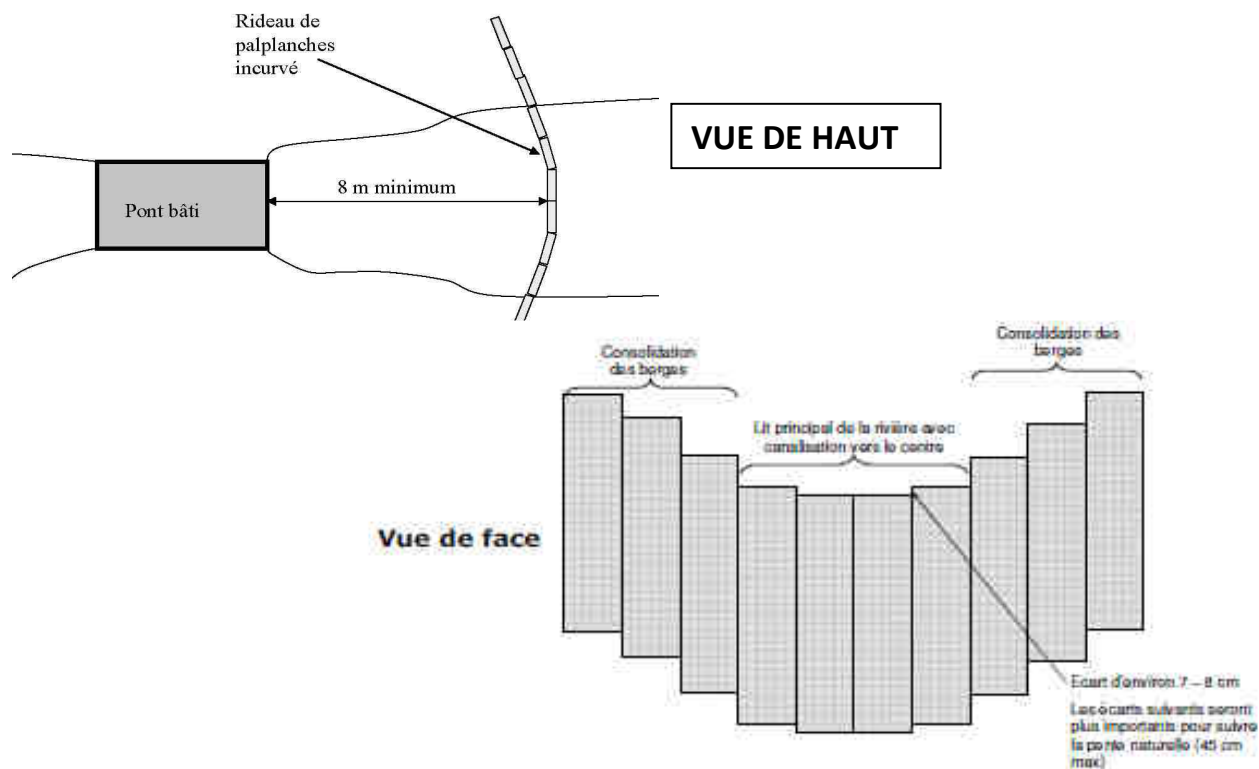 Rideau de
palplanches
incurvé
VUE DE HAUT
8 m minimum
Pont bâti
Consolidation
des berges
Consolidation des
berges
Lit principal de la rivière avec
canalisation vers le centre
Vue de face
Ecart d'environ 7 – 8 cm
Les écarts suivants seront
plus importants pour suivre
la pente naturelle (45 cm
max)